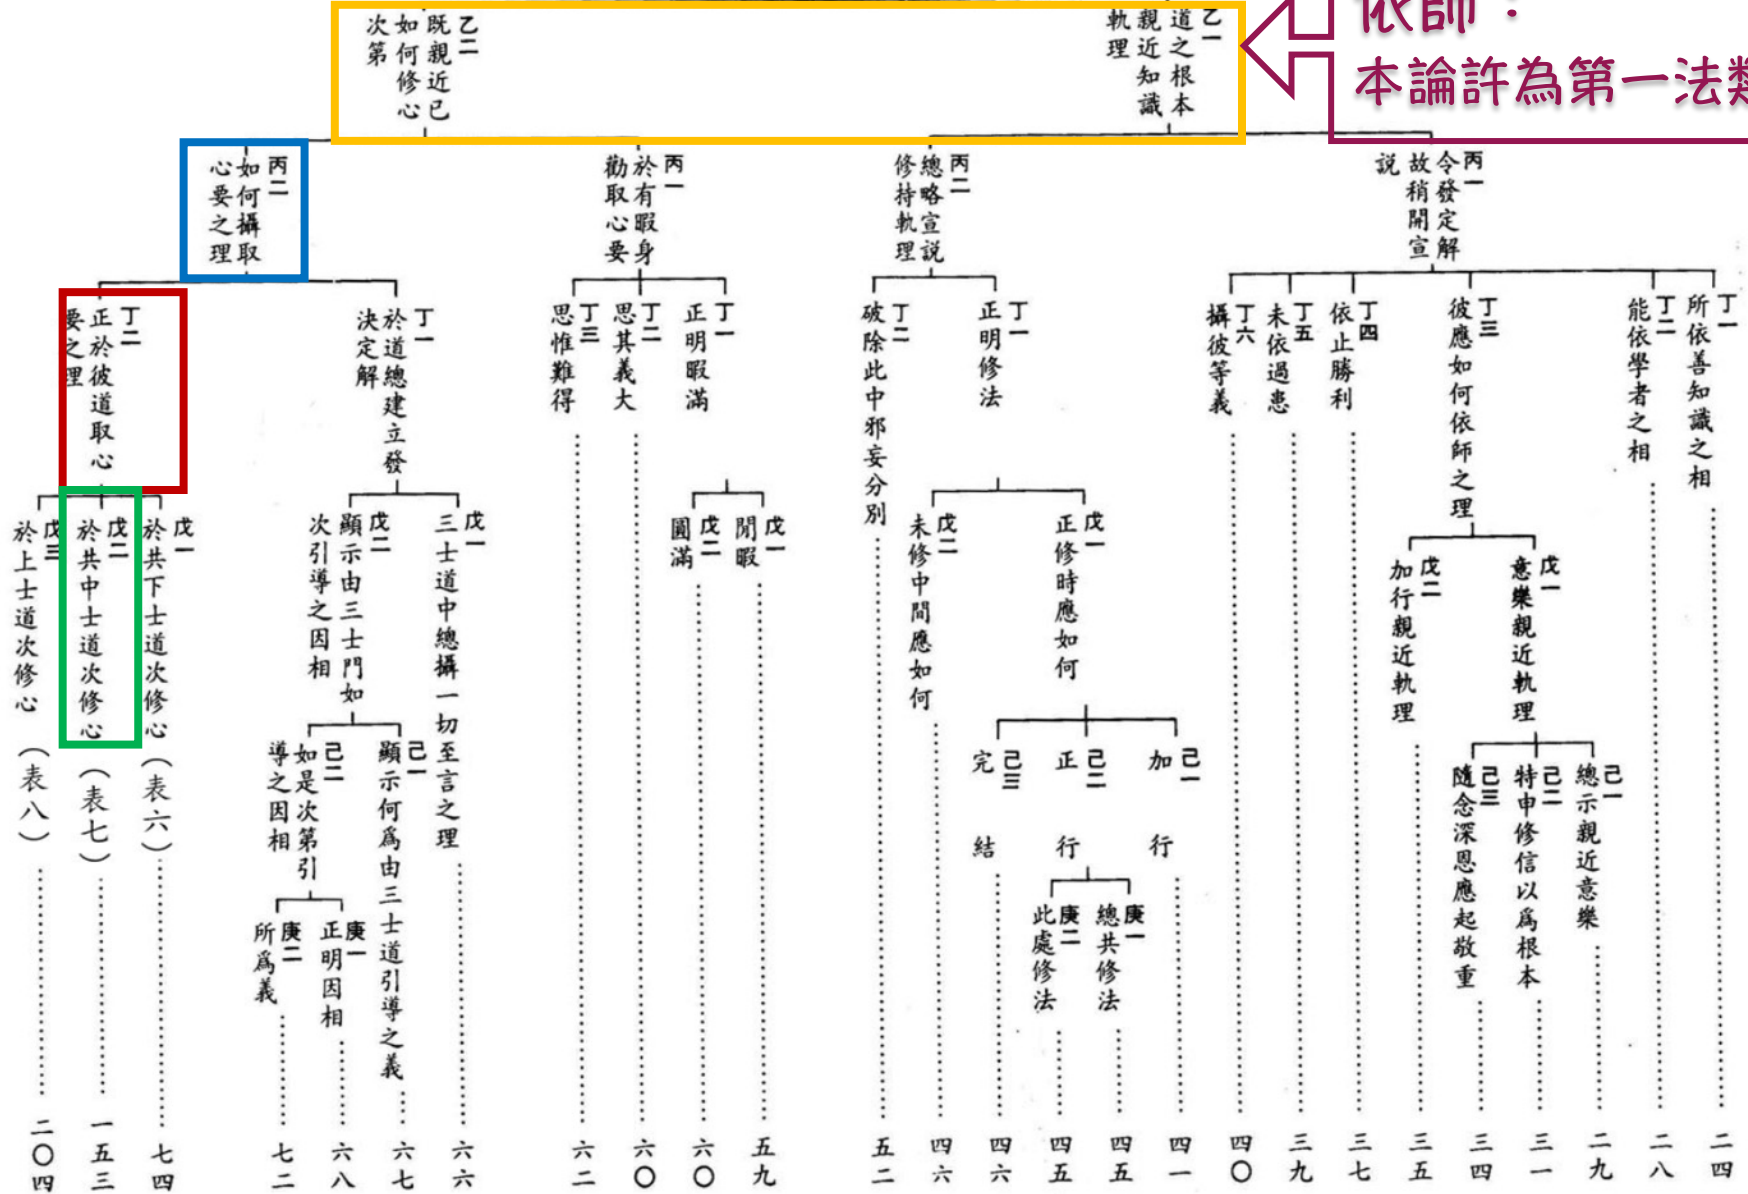 依師：
本論許為第一法類
乙一
道之根本
親近知識
軌理
乙二
既親近已
如何修心
次第
丙一
令發定解
故稍開宣
説
丙二
總略宣説
修持軌理
丙一
於有暇身
勸取心要
丙二
如何攝取
心要之理
丁一
所依善知識之相
丁二
能依學者之相
丁三
彼應如何依師之理
丁四
依止勝利
丁五
未依過患
丁六
攝彼等義
丁一
正明修法
丁二
破除此中邪妄分別
丁一
正明暇滿
丁二
思其義大
丁三
思惟難得
丁一
於道總建立發
決定解
丁二
正於彼道取心
要之理
戊一
意樂親近軌理
戊二
加行親近軌理
戊一
正修時應如何
戊二
未修中間應如何
戊一
閒暇
戊二
圓滿
戊一
三士道中總攝一切至言之理
戊二
顯示由三士門如
次引導之因相
戊一
於共下士道次修心（表六）
戊二
於共中士道次修心（表七）
戊三
於上士道次修心（表八）
己一
總示親近意樂
己二
特申修信以爲根本
己三
隨念深恩應起敬重
己一
加行
己二
正行
己三
完結
己一
顯示何爲由三士道引導之義
己二
如是次第引
導之因相
庚一
總共修法
庚二
此處修法
庚一
正明因相
庚二
所爲義
二四
二八
二九
三一
三四
三五
三七
三九
四〇
四一
四五
四五
四六
四六
五二
五九
六〇
六〇
六二
六六
六七
六八
七二
七四
一五三
二〇四